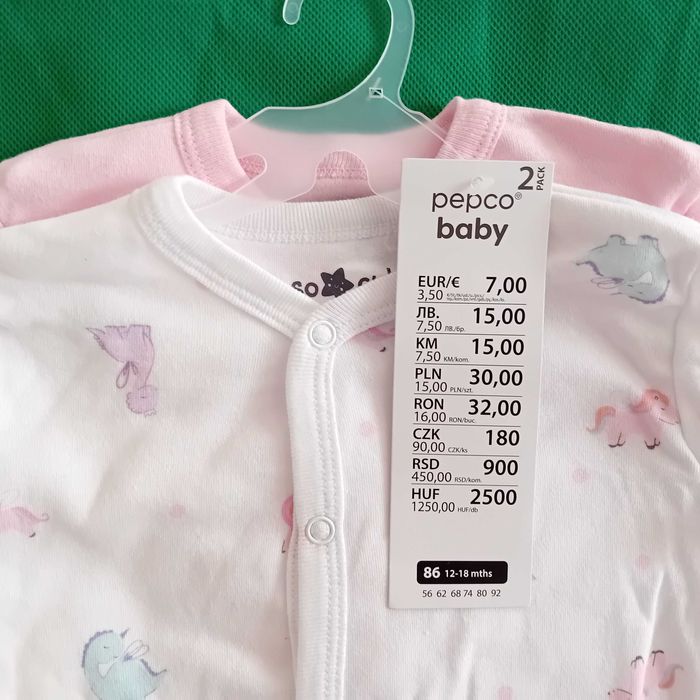 2
PACK
pepco®
baby
EUR/€ 7,00
3,50
ЛВ. 15,00
7,50 ЛВ./бр.
KM 15,00
7,50 KM/kom.
PLN 30,00
15,00 PLN/szt.
RON 32,00
16,00 RON/buc.
CZK 180
90,00 CZK/ks
RSD 900
450,00 RSD/kom.
HUF 2500
1250,00 HUF/db
86 12-18 mths
56 62 68 74 80 92
so